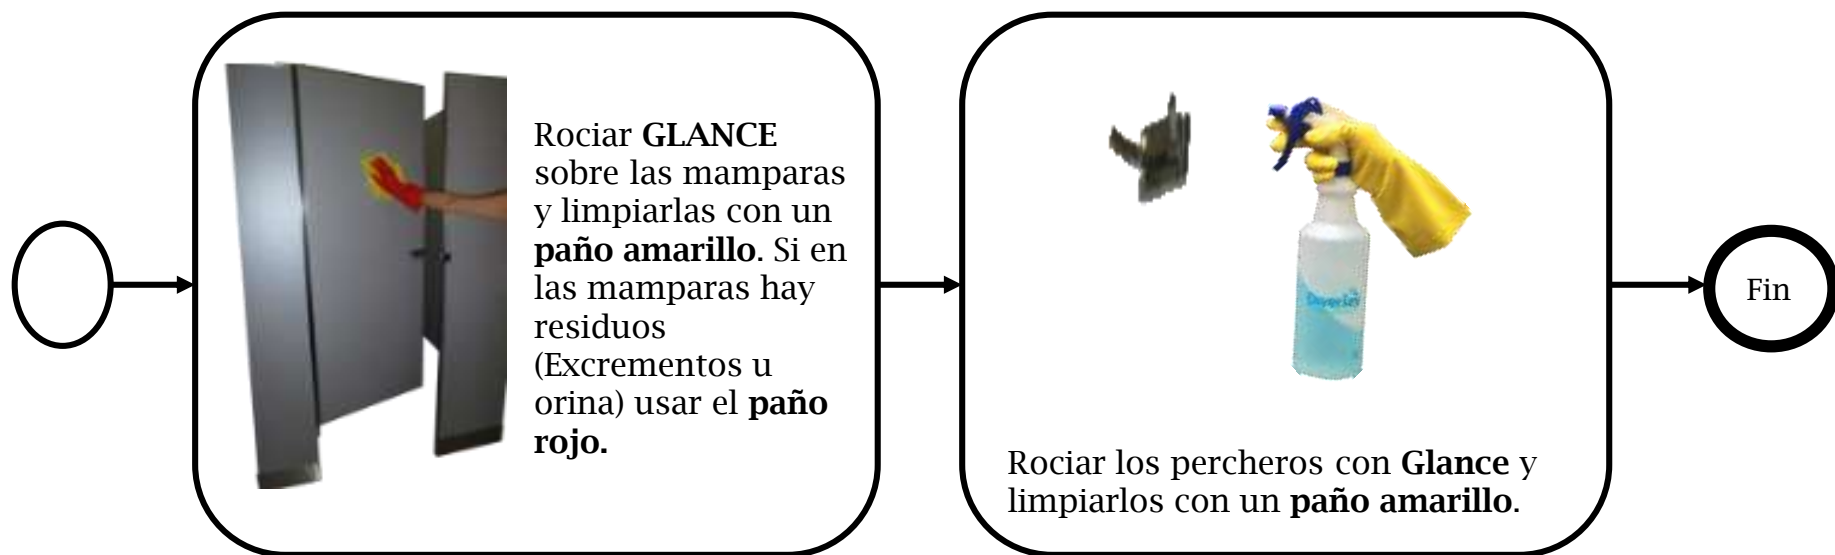 Rociar GLANCE
sobre las mamparas
y limpiarlas con un
paño amarillo. Si en
las mamparas hay
residuos
(Excrementos u
orina) usar el paño
rojo.
Diversey
Rociar los percheros con Glance y
limpiarlos con un paño amarillo.
Fin